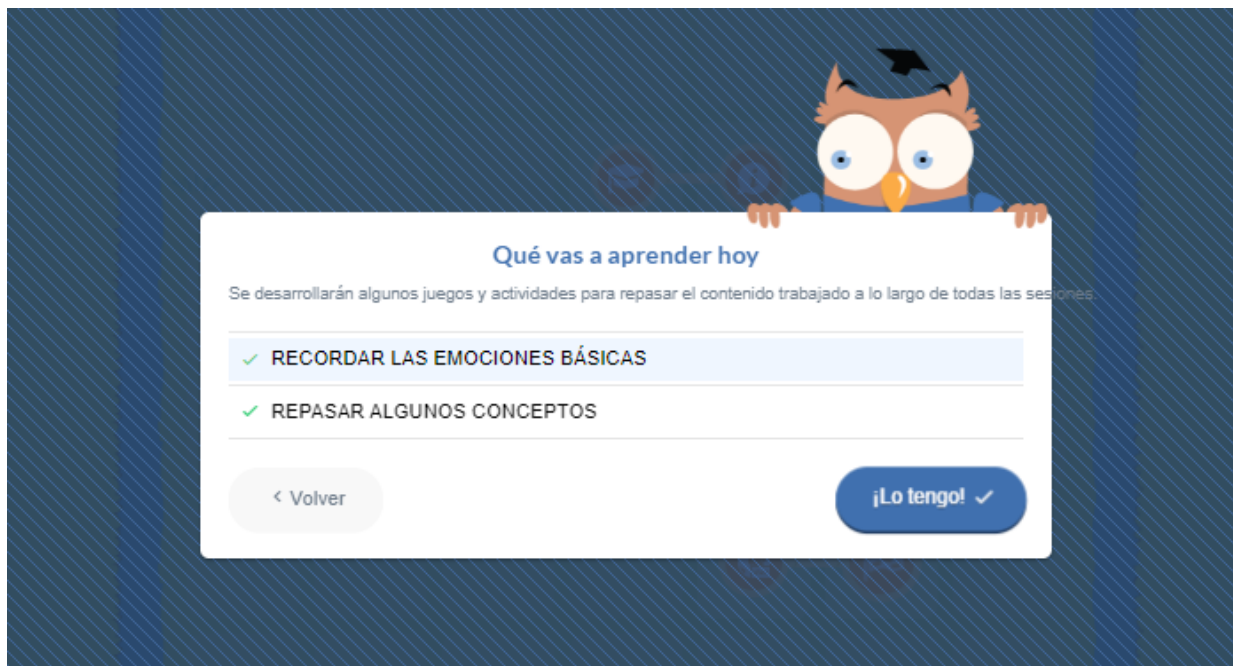 Qué vas a aprender hoy
Se desarrollarán algunos juegos y actividades para repasar el contenido trabajado a lo largo de todas las sesiones.
RECORDAR LAS EMOCIONES BÁSICAS
REPASAR ALGUNOS CONCEPTOS
Volver
¡Lo tengo!